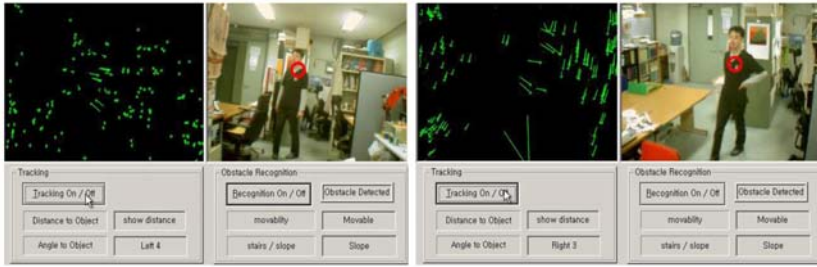 Tracking
Tracking On / Off
Distance to Object
show distance
Angle to Object
Left 4
Obstacle Recognition
Recognition On / Off
Obstacle Detected
movability
Movable
stairs / slope
Slope
Tracking
Tracking On / Off
Distance to Object
show distance
Angle to Object
Right 3
Obstacle Recognition
Recognition On / Off
Obstacle Detected
movability
Movable
stairs / slope
Slope